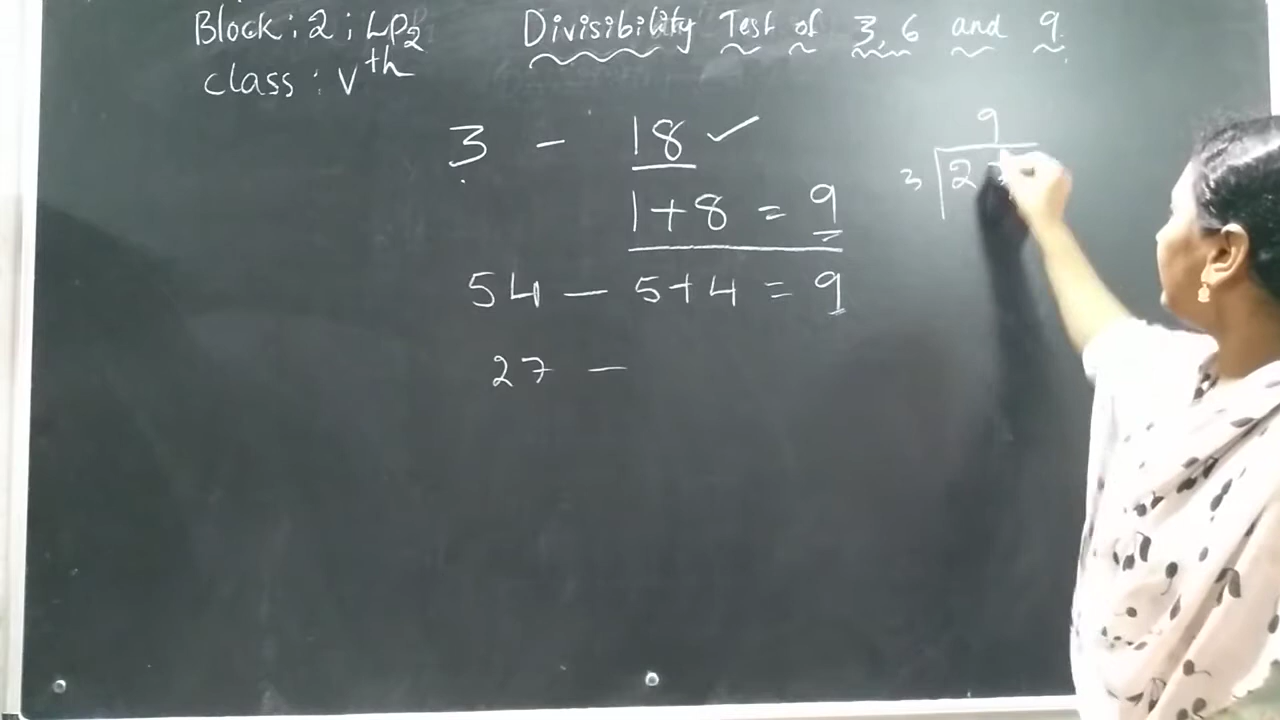 Block : 2 ; LP2
Class : Vth
Divisibility Test of 3, 6 and 9
3 - 18 ✓
1 + 8 = 9
54 - 5 + 4 = 9
27 -
9
3 2